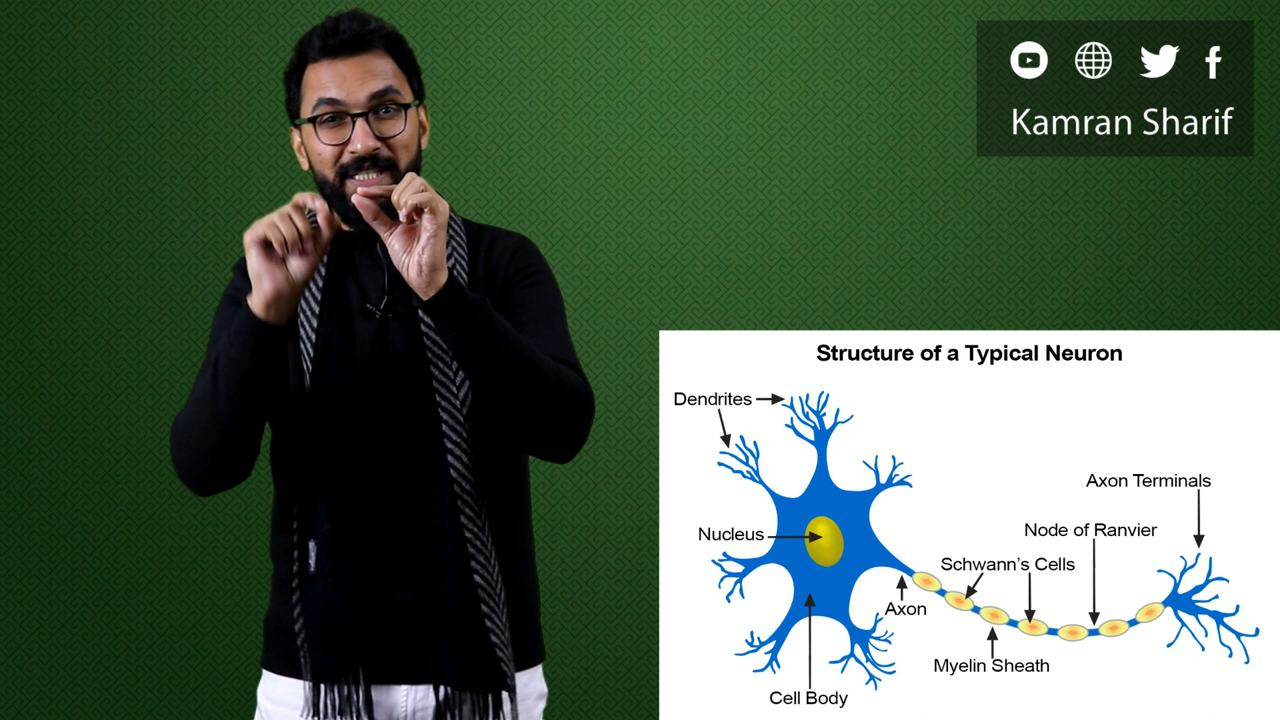 Kamran Sharif
Structure of a Typical Neuron
Dendrites
Axon Terminals
Nucleus
Node of Ranvier
Schwann's Cells
Axon
Myelin Sheath
Cell Body